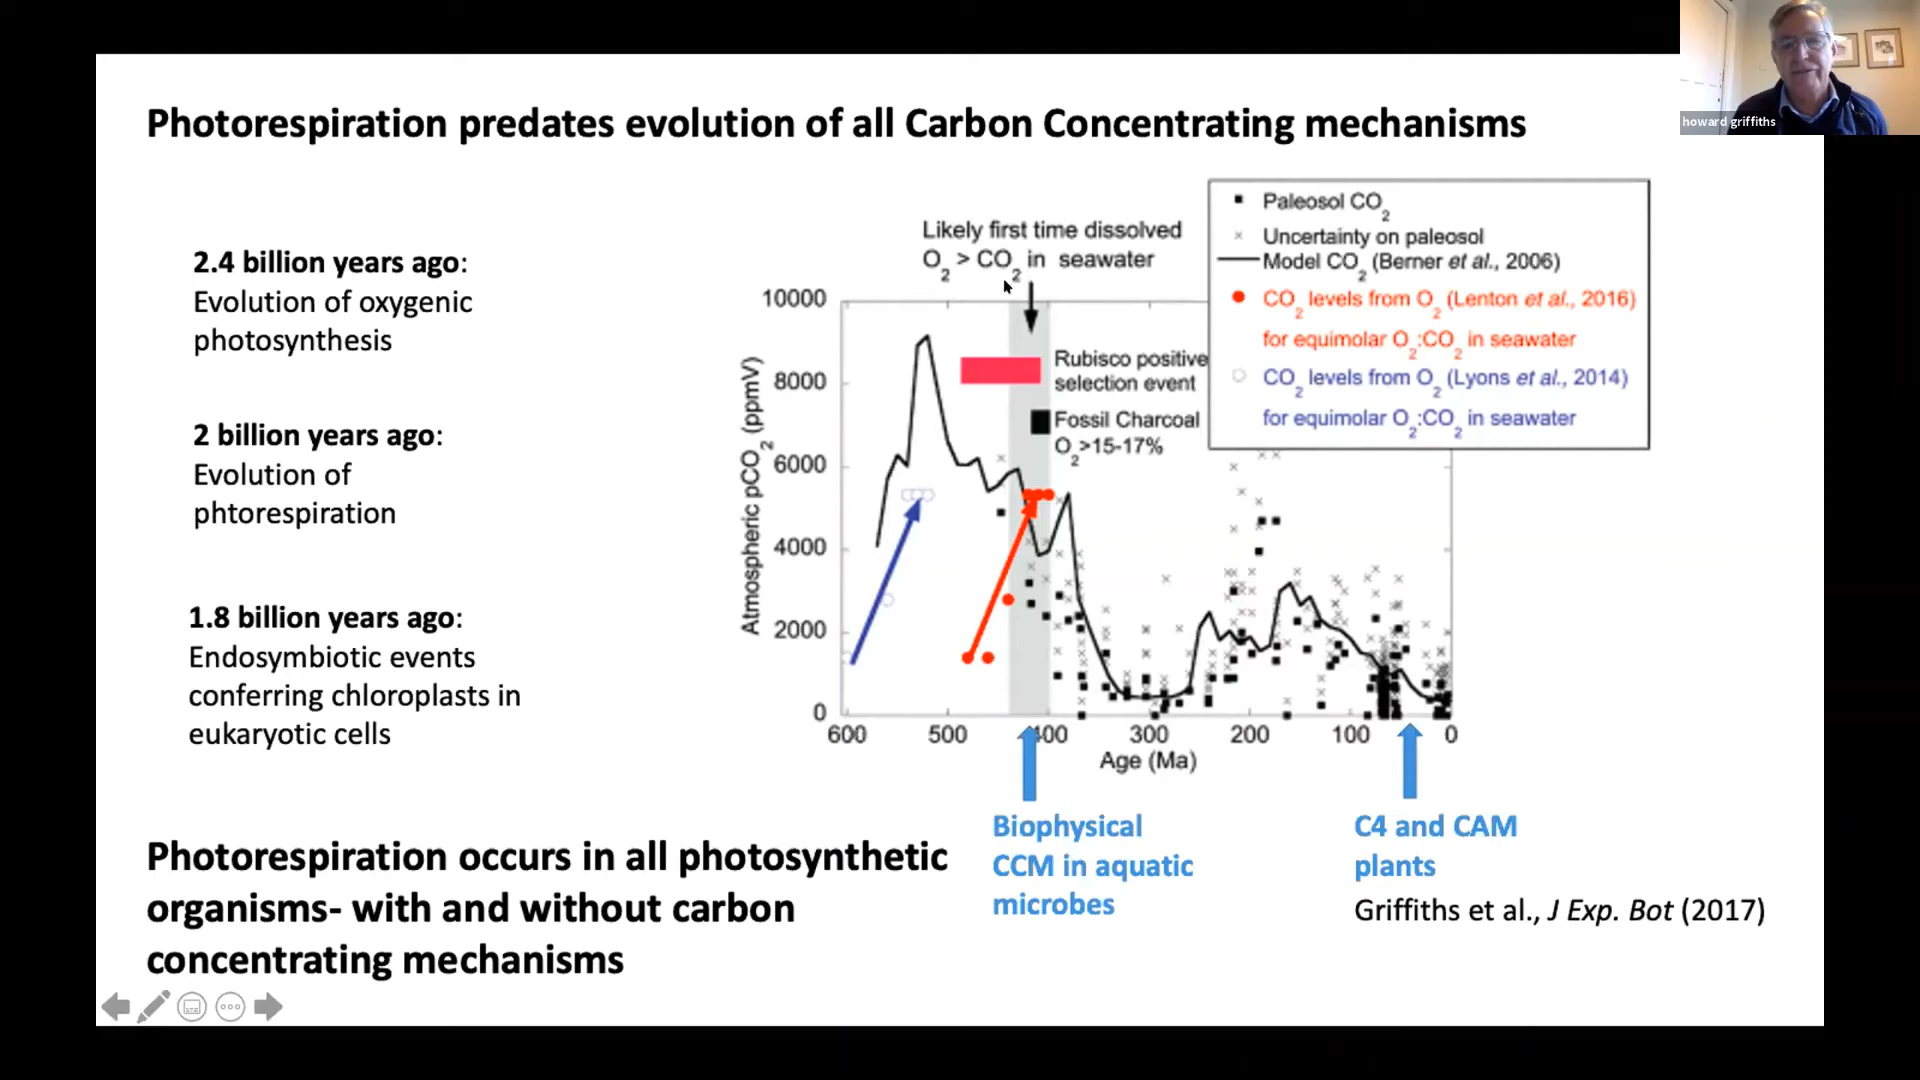 howard griffiths
Photorespiration predates evolution of all Carbon Concentrating mechanisms
2.4 billion years ago:
Evolution of oxygenic
photosynthesis
2 billion years ago:
Evolution of
phtorespiration
1.8 billion years ago:
Endosymbiotic events
conferring chloroplasts in
eukaryotic cells
Photorespiration occurs in all photosynthetic
organisms- with and without carbon
concentrating mechanisms
Likely first time dissolved
O2 > CO2 in seawater
Paleosol CO2
Uncertainty on paleosol
Model CO2 (Berner et al., 2006)
CO2 levels from O2 (Lenton et al., 2016)
for equimolar O2:CO2 in seawater
CO2 levels from O2 (Lyons et al., 2014)
for equimolar O2:CO2 in seawater
Rubisco positive
selection event
Fossil Charcoal
O2>15-17%
Atmospheric pCO2 (ppmV)
10000
8000
6000
4000
2000
0
600 500 400 300 200 100 0
Age (Ma)
Biophysical
CCM in aquatic
microbes
C4 and CAM
plants
Griffiths et al., J Exp. Bot (2017)